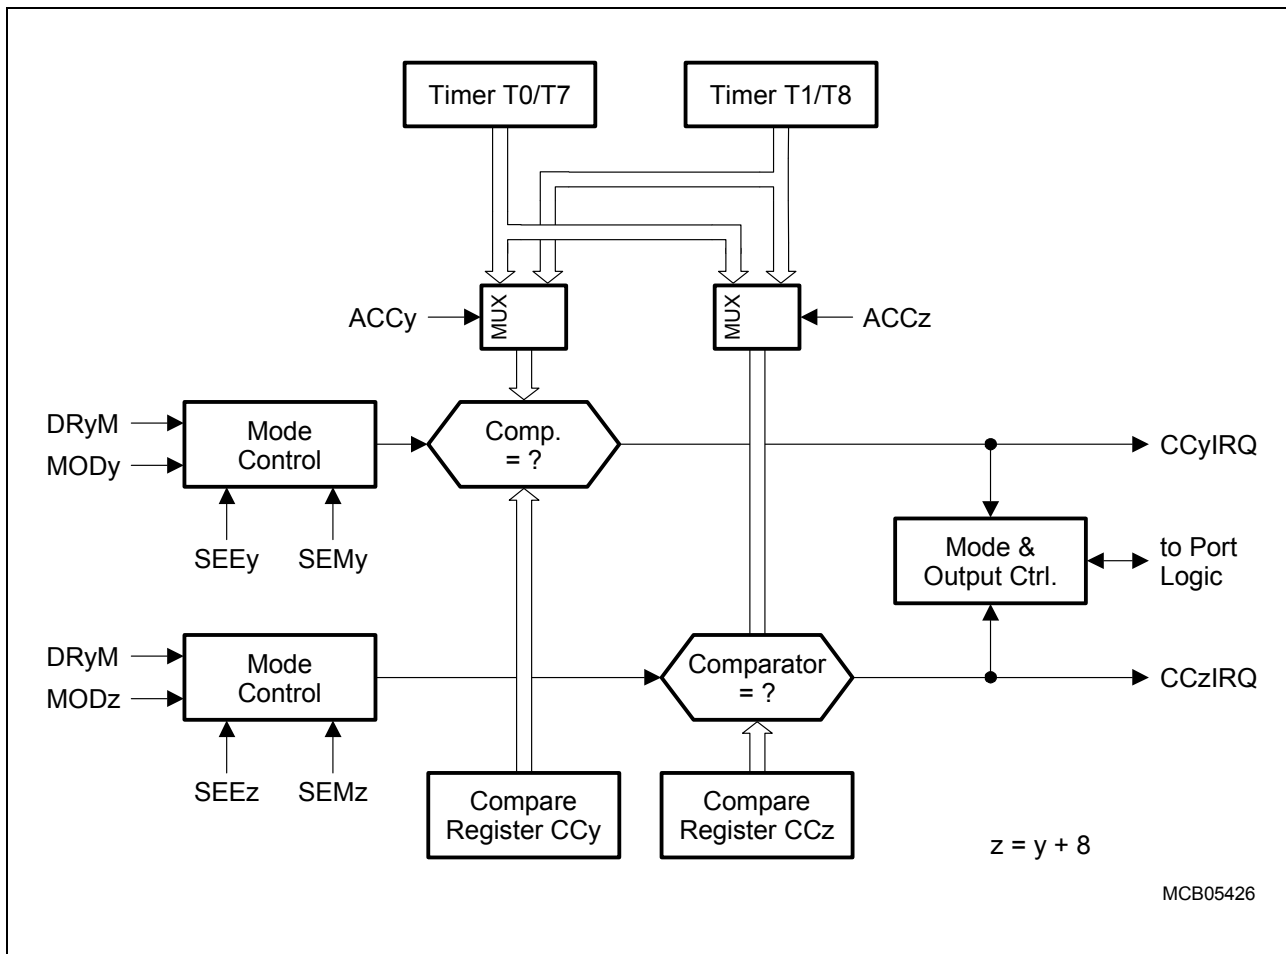 Timer T0/T7
Timer T1/T8
MUX
MUX
ACCy
ACCz
DRyM
MODy
Mode
Control
Comp.
= ?
CCyIRQ
SEEy
SEMy
Mode &
Output Ctrl.
to Port
Logic
DRyM
MODz
Mode
Control
Comparator
= ?
CCzIRQ
SEEz
SEMz
Compare
Register CCy
Compare
Register CCz
z = y + 8
MCB05426